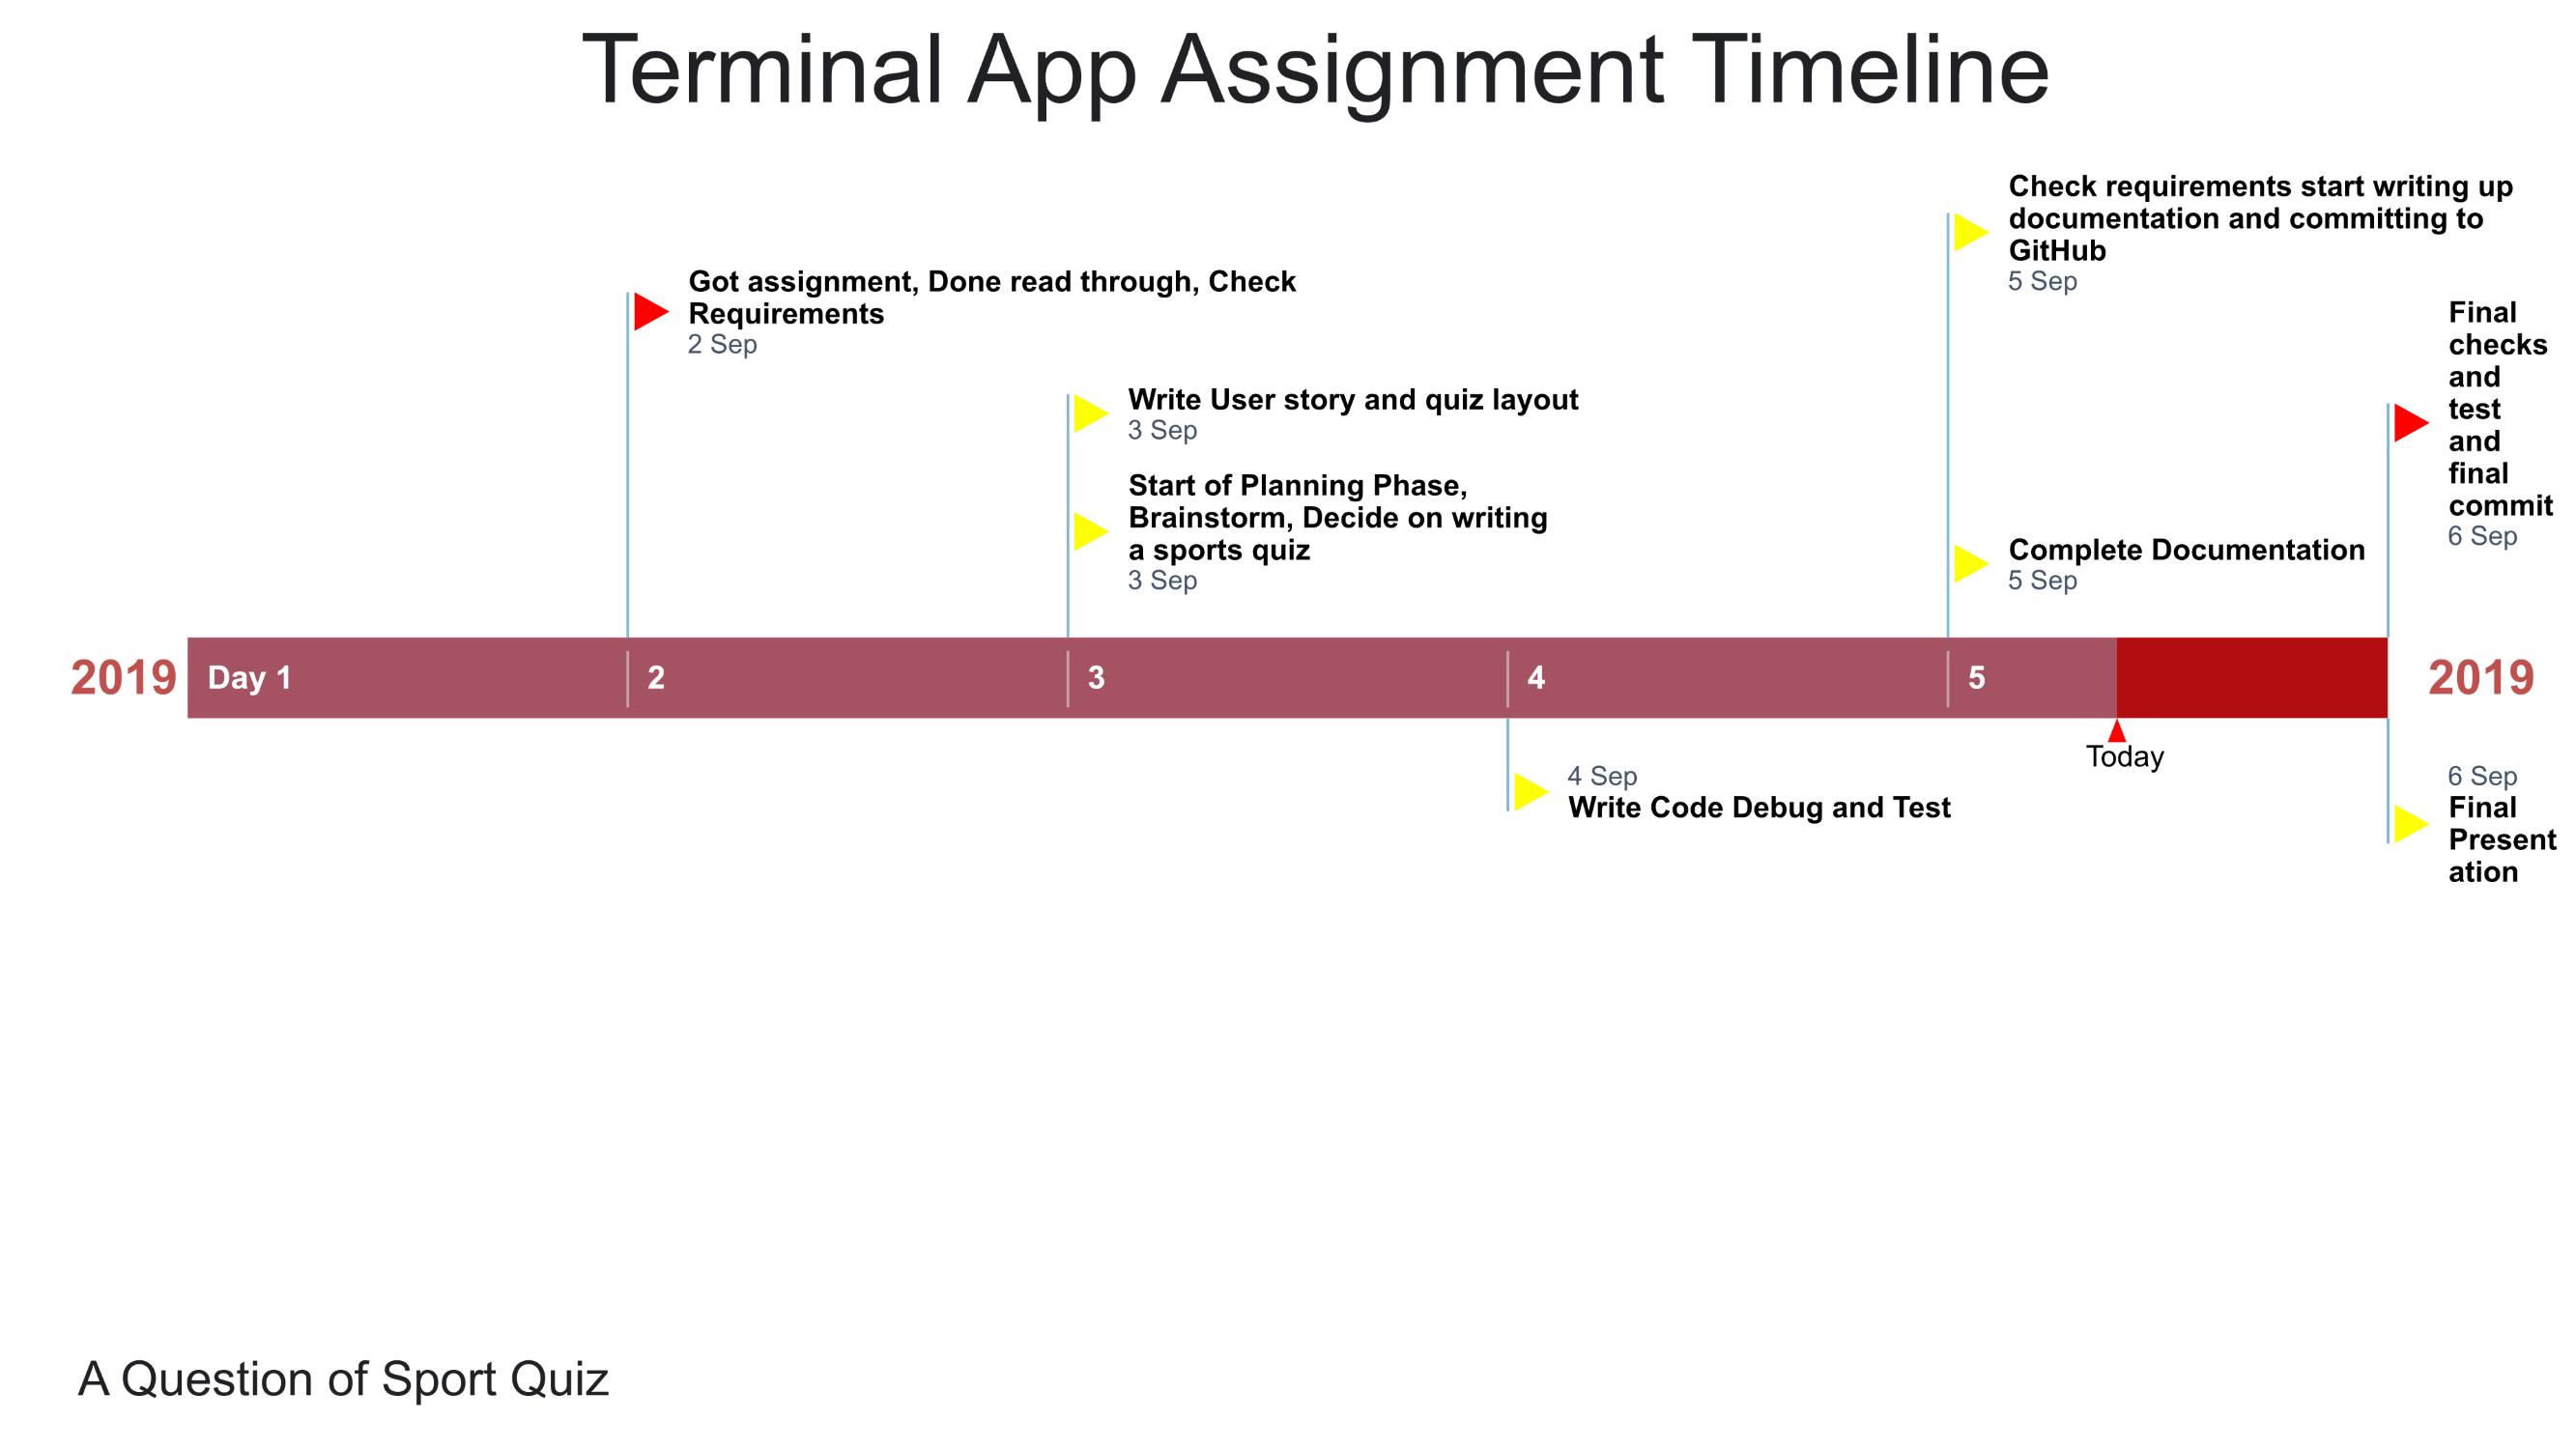 Terminal App Assignment Timeline
Check requirements start writing up
documentation and committing to
GitHub
5 Sep
Got assignment, Done read through, Check
Requirements
2 Sep
Final
checks
and
test
and
final
commit
6 Sep
Write User story and quiz layout
3 Sep
Start of Planning Phase,
Brainstorm, Decide on writing
a sports quiz
3 Sep
Complete Documentation
5 Sep
2019 Day 1 2 3 4 5 2019
Today
4 Sep
Write Code Debug and Test
6 Sep
Final
Present
ation
A Question of Sport Quiz